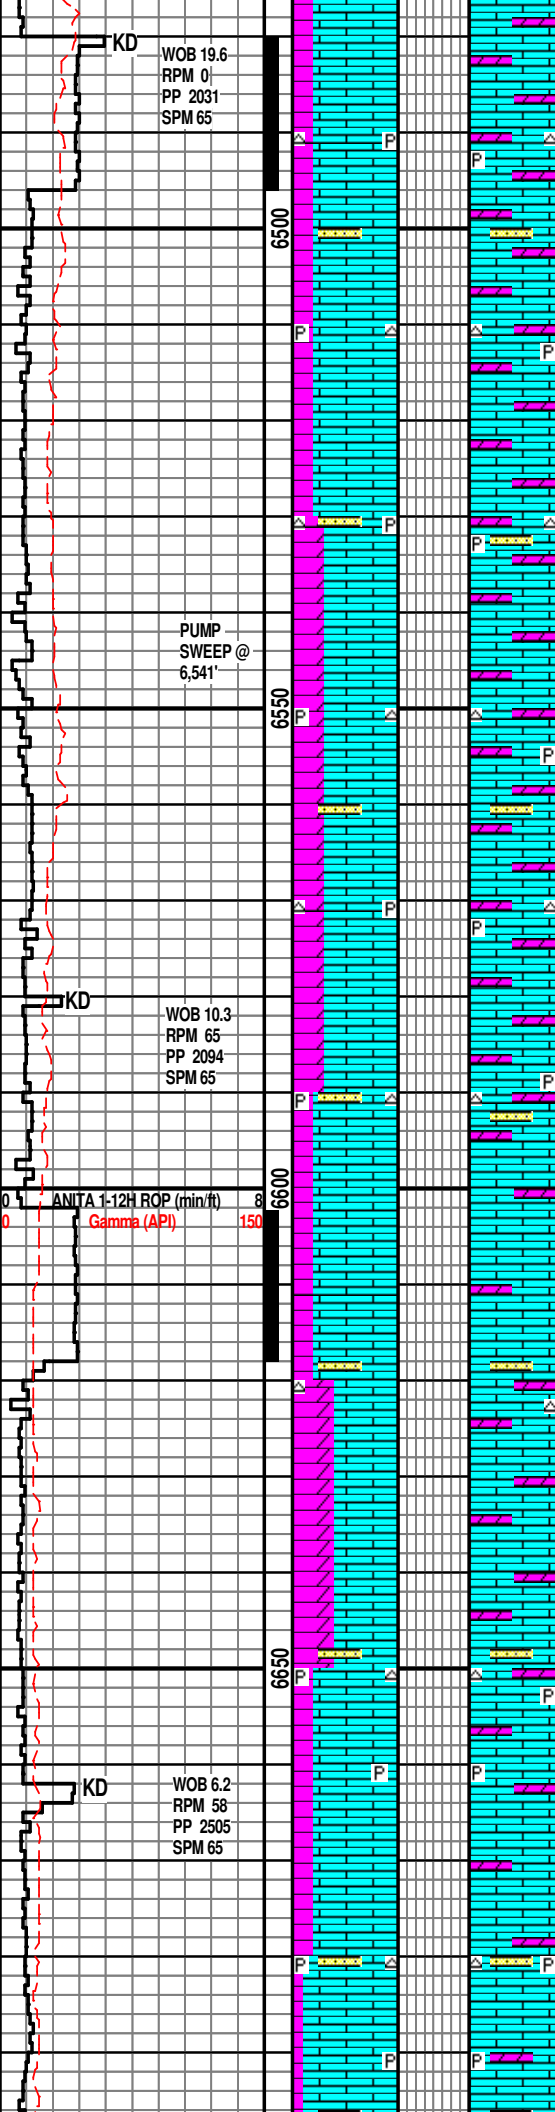 KD
WOB 19.6
RPM 0
PP 2031
SPM 65
P
P
6500
P
P
P
P
PUMP
SWEEP @
6,541'
6550
P
P
P
P
KD
WOB 10.3
RPM 65
PP 2094
SPM 65
P
P
6600
0 ANITA 1-12H ROP (min/ft) 8
0 Gamma (API) 150
6650
P
P
P
P
KD
WOB 6.2
RPM 58
PP 2505
SPM 65
P
P
P
P